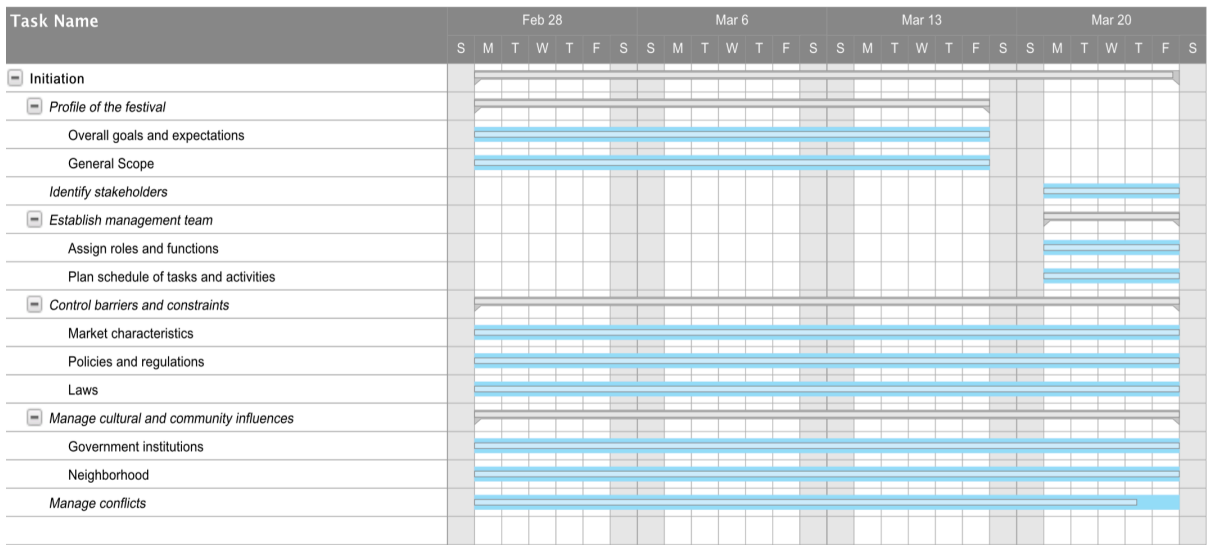 Task Name Feb 28 Mar 6 Mar 13 Mar 20
S M T W T F S S M T W T F S S M T W T F S S M T W T F S
Initiation
Profile of the festival
Overall goals and expectations
General Scope
Identify stakeholders
Establish management team
Assign roles and functions
Plan schedule of tasks and activities
Control barriers and constraints
Market characteristics
Policies and regulations
Laws
Manage cultural and community influences
Government institutions
Neighborhood
Manage conflicts